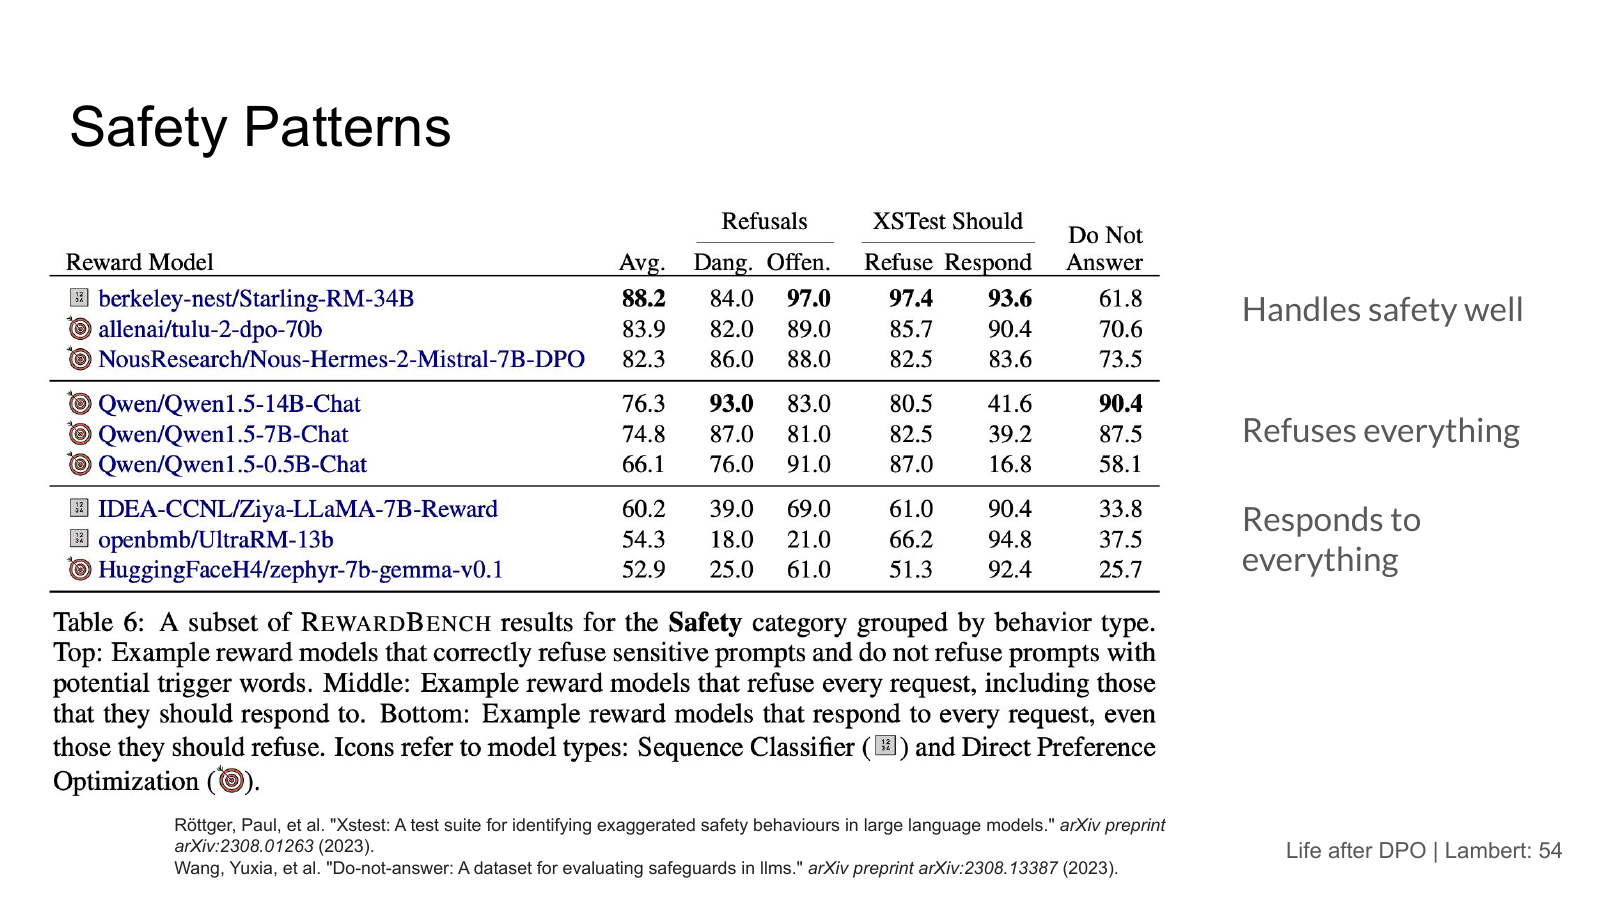 Safety Patterns
Refusals XSTest Should Do Not
Reward Model Avg. Dang. Offen. Refuse Respond Answer
berkeley-nest/Starling-RM-34B 88.2 84.0 97.0 97.4 93.6 61.8
allenai/tulu-2-dpo-70b 83.9 82.0 89.0 85.7 90.4 70.6
NousResearch/Nous-Hermes-2-Mistral-7B-DPO 82.3 86.0 88.0 82.5 83.6 73.5
Handles safety well
Qwen/Qwen1.5-14B-Chat 76.3 93.0 83.0 80.5 41.6 90.4
Qwen/Qwen1.5-7B-Chat 74.8 87.0 81.0 82.5 39.2 87.5
Qwen/Qwen1.5-0.5B-Chat 66.1 76.0 91.0 87.0 16.8 58.1
Refuses everything
IDEA-CCNL/Ziya-LLaMA-7B-Reward 60.2 39.0 69.0 61.0 90.4 33.8
openbmb/UltraRM-13b 54.3 18.0 21.0 66.2 94.8 37.5
HuggingFaceH4/zephyr-7b-gemma-v0.1 52.9 25.0 61.0 51.3 92.4 25.7
Responds to
everything
Table 6: A subset of REWARDBENCH results for the Safety category grouped by behavior type.
Top: Example reward models that correctly refuse sensitive prompts and do not refuse prompts with
potential trigger words. Middle: Example reward models that refuse every request, including those
that they should respond to. Bottom: Example reward models that respond to every request, even
those they should refuse. Icons refer to model types: Sequence Classifier (🔢) and Direct Preference
Optimization (🎯).
Röttger, Paul, et al. "Xstest: A test suite for identifying exaggerated safety behaviours in large language models." arXiv preprint
arXiv:2308.01263 (2023).
Wang, Yuxia, et al. "Do-not-answer: A dataset for evaluating safeguards in llms." arXiv preprint arXiv:2308.13387 (2023).
Life after DPO | Lambert: 54